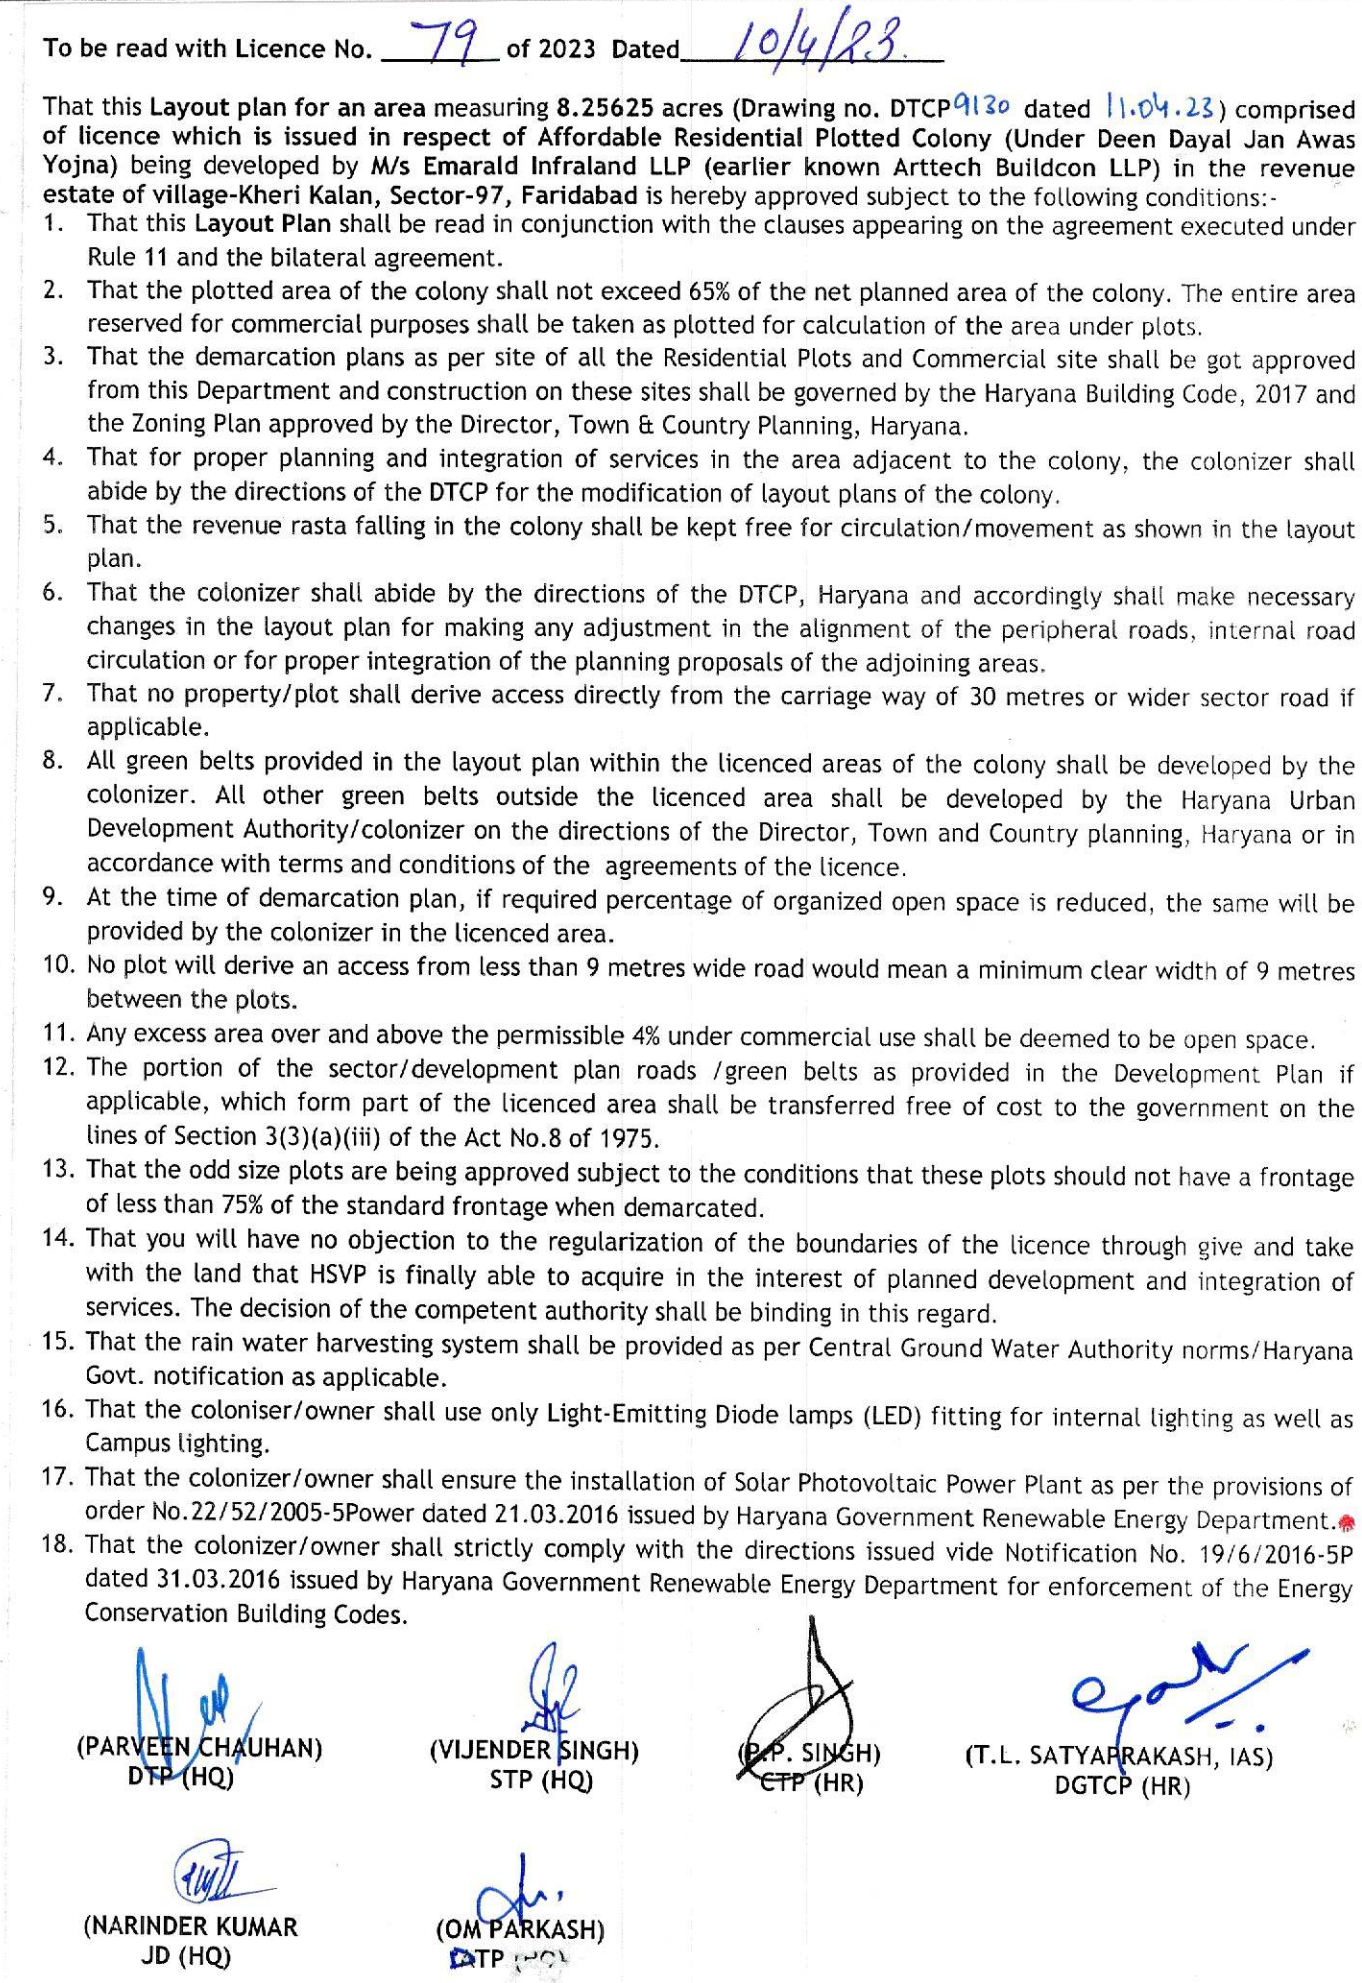 To be read with Licence No. 79 of 2023 Dated 10/4/23.
That this Layout plan for an area measuring 8.25625 acres (Drawing no. DTCP 9130 dated 11.04.23) comprised
of licence which is issued in respect of Affordable Residential Plotted Colony (Under Deen Dayal Jan Awas
Yojna) being developed by M/s Emarald Infraland LLP (earlier known Arttech Buildcon LLP) in the revenue
estate of village-Kheri Kalan, Sector-97, Faridabad is hereby approved subject to the following conditions:-
1. That this Layout Plan shall be read in conjunction with the clauses appearing on the agreement executed under
Rule 11 and the bilateral agreement.
2. That the plotted area of the colony shall not exceed 65% of the net planned area of the colony. The entire area
reserved for commercial purposes shall be taken as plotted for calculation of the area under plots.
3. That the demarcation plans as per site of all the Residential Plots and Commercial site shall be got approved
from this Department and construction on these sites shall be governed by the Haryana Building Code, 2017 and
the Zoning Plan approved by the Director, Town & Country Planning, Haryana.
4. That for proper planning and integration of services in the area adjacent to the colony, the colonizer shall
abide by the directions of the DTCP for the modification of layout plans of the colony.
5. That the revenue rasta falling in the colony shall be kept free for circulation/movement as shown in the layout
plan.
6. That the colonizer shall abide by the directions of the DTCP, Haryana and accordingly shall make necessary
changes in the layout plan for making any adjustment in the alignment of the peripheral roads, internal road
circulation or for proper integration of the planning proposals of the adjoining areas.
7. That no property/plot shall derive access directly from the carriage way of 30 metres or wider sector road if
applicable.
8. All green belts provided in the layout plan within the licenced areas of the colony shall be developed by the
colonizer. All other green belts outside the licenced area shall be developed by the Haryana Urban
Development Authority/colonizer on the directions of the Director, Town and Country planning, Haryana or in
accordance with terms and conditions of the agreements of the licence.
9. At the time of demarcation plan, if required percentage of organized open space is reduced, the same will be
provided by the colonizer in the licenced area.
10. No plot will derive an access from less than 9 metres wide road would mean a minimum clear width of 9 metres
between the plots.
11. Any excess area over and above the permissible 4% under commercial use shall be deemed to be open space.
12. The portion of the sector/development plan roads /green belts as provided in the Development Plan if
applicable, which form part of the licenced area shall be transferred free of cost to the government on the
lines of Section 3(3)(a)(iii) of the Act No.8 of 1975.
13. That the odd size plots are being approved subject to the conditions that these plots should not have a frontage
of less than 75% of the standard frontage when demarcated.
14. That you will have no objection to the regularization of the boundaries of the licence through give and take
with the land that HSVP is finally able to acquire in the interest of planned development and integration of
services. The decision of the competent authority shall be binding in this regard.
15. That the rain water harvesting system shall be provided as per Central Ground Water Authority norms/Haryana
Govt. notification as applicable.
16. That the coloniser/owner shall use only Light-Emitting Diode lamps (LED) fitting for internal lighting as well as
Campus lighting.
17. That the colonizer/owner shall ensure the installation of Solar Photovoltaic Power Plant as per the provisions of
order No.22/52/2005-5Power dated 21.03.2016 issued by Haryana Government Renewable Energy Department.
18. That the colonizer/owner shall strictly comply with the directions issued vide Notification No. 19/6/2016-5P
dated 31.03.2016 issued by Haryana Government Renewable Energy Department for enforcement of the Energy
Conservation Building Codes.
(PARVEEN CHAUHAN) (VIJENDER SINGH) (P.P. SINGH) (T.L. SATYAPRAKASH, IAS)
DTP (HQ) STP (HQ) CTP (HR) DGTCP (HR)
(NARINDER KUMAR (OM PARKASH)
JD (HQ) ATP